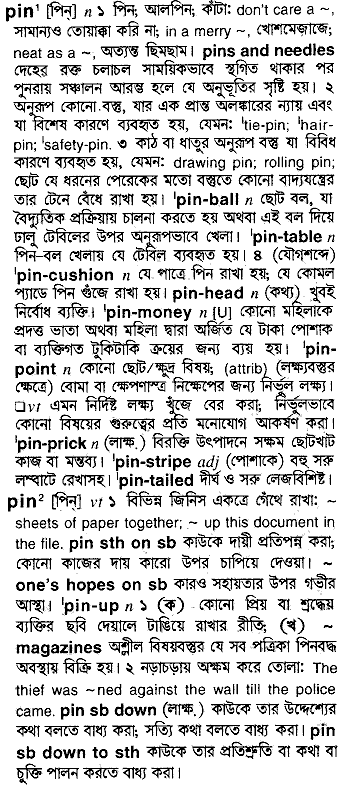 pin¹ [পিন্] n ১ পিন; আলপিন; কাঁটা: don't care a ~,
সামান্যও তোয়াক্কা করি না; in a merry ~, খোশমেজাজে;
neat as a ~, অত্যন্ত ছিমছাম। pins and needles
দেহের রক্ত চলাচল সাময়িকভাবে স্থগিত থাকার পর
পুনরায় সঞ্চালন আরম্ভ হলে যে অনুভূতির সৃষ্টি হয়। ২
অনুরূপ কোনো বস্তু, যার এক প্রান্ত অলঙ্কারের ন্যায় এবং
যা বিশেষ কারণে ব্যবহৃত হয়, যেমন: ˈtie-pin; ˈhair-
pin; ˈsafety-pin. ৩ কাঠ বা ধাতুর অনুরূপ বস্তু যা বিবিধ
কারণে ব্যবহৃত হয়, যেমন: drawing pin; rolling pin;
ছোট যে ধরনের পেরেকের মতো বস্তুতে কোনো বাদ্যযন্ত্রের
তার টেনে বেঁধে রাখা হয়। ˈpin-ball n ছোট বল, যা
বৈদ্যুতিক প্রক্রিয়ায় চালনা করতে হয় অথবা এই বল দিয়ে
ঢালু টেবিলের উপর অনুরূপভাবে খেলা। ˈpin-table n
পিন-বল খেলায় যে টেবিল ব্যবহৃত হয়। ৪ (যৌগশব্দে)
ˈpin-cushion n যে পাত্রে পিন রাখা হয়; যে কোমল
প্যাডে পিন গুঁজে রাখা হয়। pin-head n (কথ্য) খুবই
নির্বোধ ব্যক্তি। ˈpin-money n [U] কোনো মহিলাকে
প্রদত্ত ভাতা অথবা মহিলা দ্বারা অর্জিত যে টাকা পোশাক
বা ব্যক্তিগত টুকিটাকি ক্রয়ের জন্য ব্যয় হয়। ˈpin-
point n কোনো ছোট/ক্ষুদ্র বিষয়; (attrib) (লক্ষ্যবস্তুর
ক্ষেত্রে) বোমা বা ক্ষেপণাস্ত্র নিক্ষেপের জন্য নির্ভুল লক্ষ্য।
□vt এমন নির্দিষ্ট লক্ষ্য খুঁজে বের করা; নির্ভুলভাবে
কোনো বিষয়ের গুরুত্বের প্রতি মনোযোগ আকর্ষণ করা।
ˈpin-prick n (লাক্ষ.) বিরক্তি উৎপাদনে সক্ষম ছোটখাট
কাজ বা মন্তব্য। ˈpin-stripe adj (পোশাকে) বহু সরু
লম্বাটে রেখাসহ। ˈpin-tailed দীর্ঘ ও সরু লেজবিশিষ্ট।
pin² [পিন্] vt ১ বিভিন্ন জিনিস একত্রে গেঁথে রাখা: ~
sheets of paper together; ~ up this document in
the file. pin sth on sb কাউকে দায়ী প্রতিপন্ন করা;
কোনো কাজের দায় কারো উপর চাপিয়ে দেওয়া। ~
one's hopes on sb কারও সহায়তার উপর গভীর
আস্থা। ˈpin-up n ১ (ক) কোনো প্রিয় বা শ্রদ্ধেয়
ব্যক্তির ছবি দেয়ালে টাঙিয়ে রাখার রীতি; (খ) ~
magazines অশ্লীল বিষয়বস্তুর যে সব পত্রিকা পিনবদ্ধ
অবস্থায় বিক্রি হয়। ২ নড়াচড়ায় অক্ষম করে তোলা: The
thief was ~ned against the wall till the police
came. pin sb down (লাক্ষ.) কাউকে তার উদ্দেশ্যের
কথা বলতে বাধ্য করা; সত্যি কথা বলতে বাধ্য করা। pin
sb down to sth কাউকে তার প্রতিশ্রুতি বা কথা বা
চুক্তি পালন করতে বাধ্য করা।